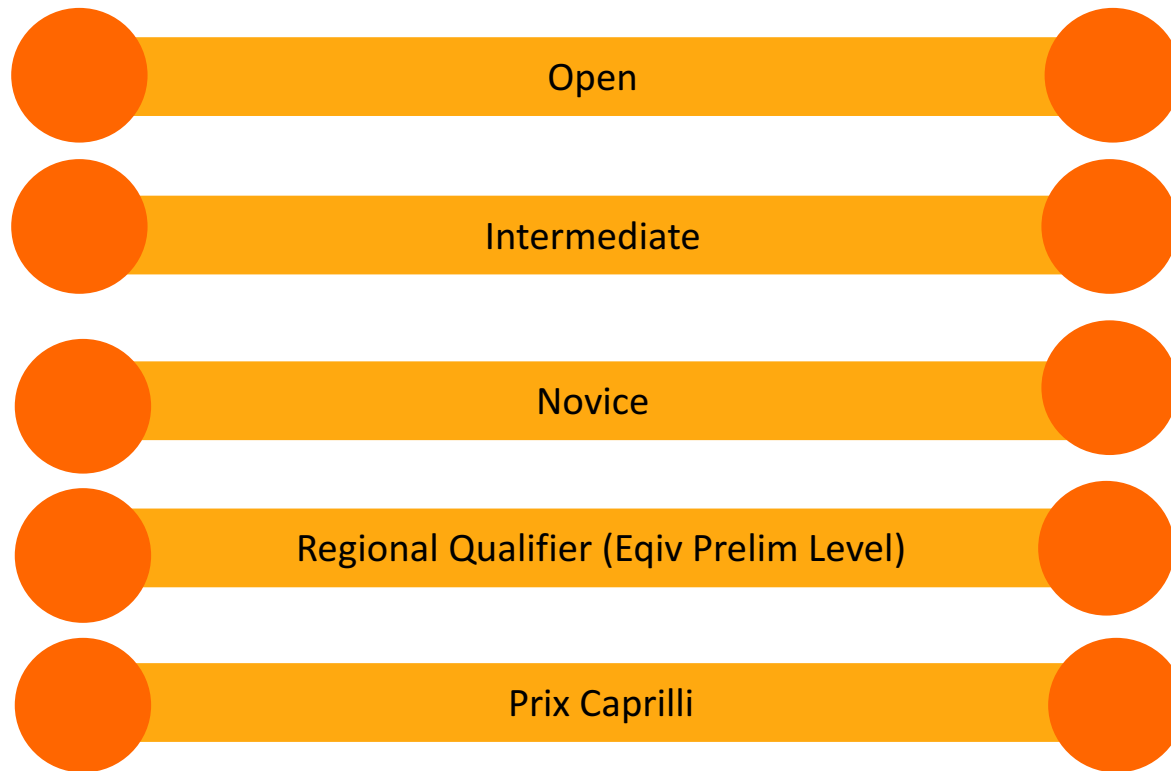 Open
Intermediate
Novice
Regional Qualifier (Eqiv Prelim Level)
Prix Caprilli